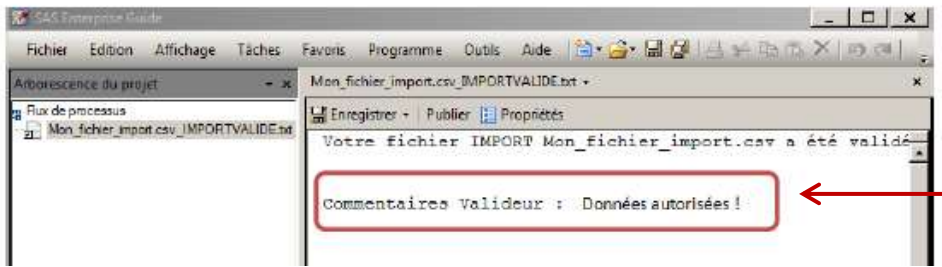 SAS Enterprise Guide
Fichier Edition Affichage Tâches Favoris Programme Outils Aide
Arborescence du projet
Mon_fichier_import.csv_IMPORTVALIDE.txt
Flux de processus
Mon_fichier_import.csv_IMPORTVALIDE.txt
Enregistrer Publier Propriétés
Votre fichier IMPORT Mon_fichier_import.csv a été validé
Commentaires Valideur : Données autorisées !